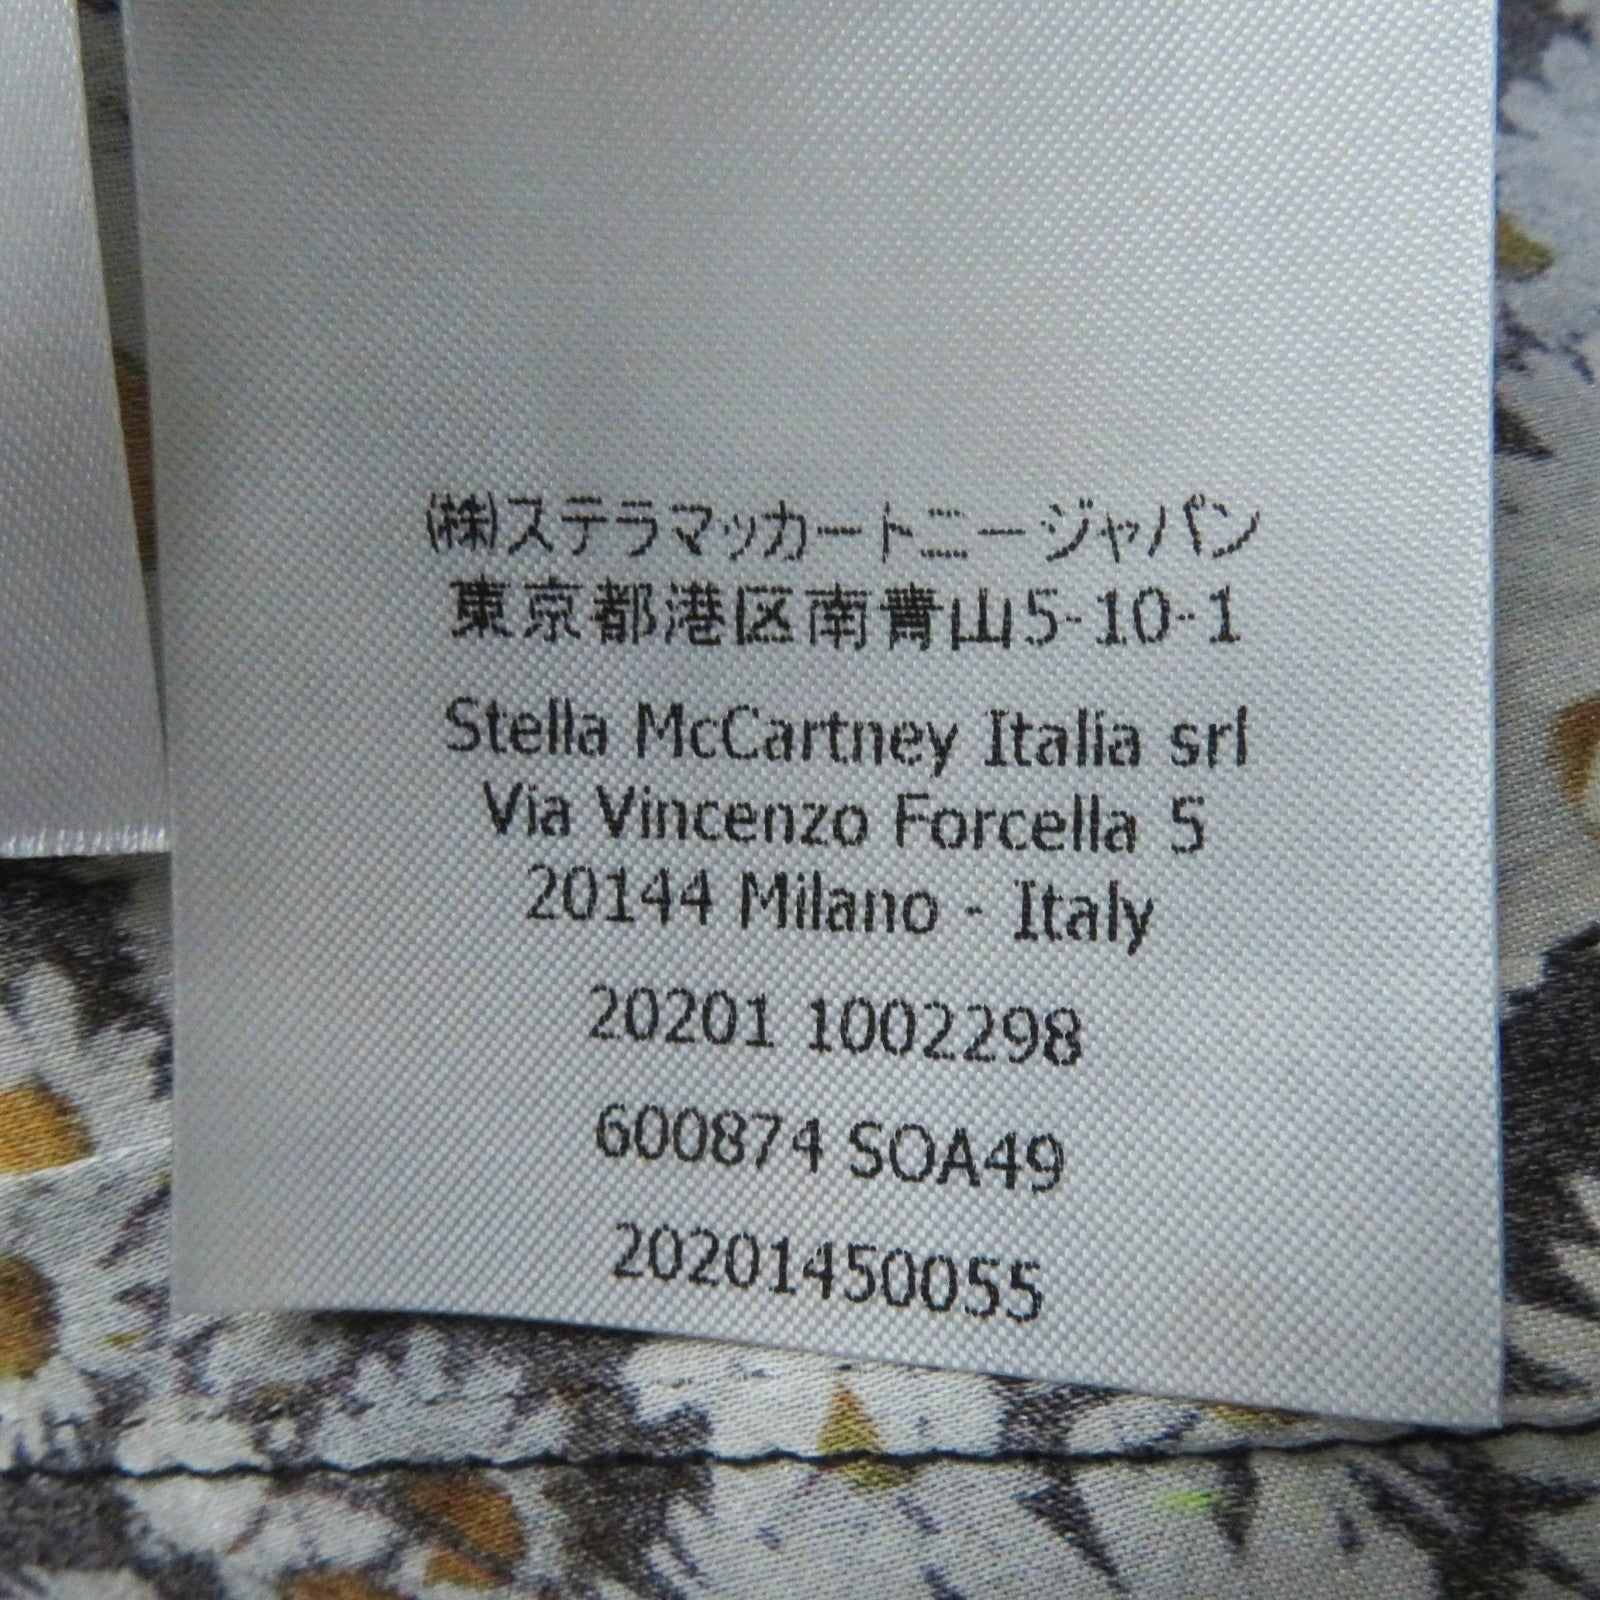 ㈱ステラマッカートニージャパン
東京都港区南青山5-10-1
Stella McCartney Italia srl
Via Vincenzo Forcella 5
20144 Milano - Italy
20201 1002298
600874 SOA49
20201450055